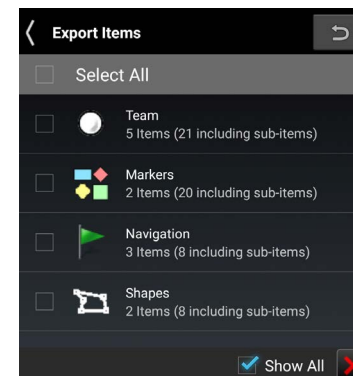 Export Items
Select All
Team
5 Items (21 including sub-items)
Markers
2 Items (20 including sub-items)
Navigation
3 Items (8 including sub-items)
Shapes
2 Items (8 including sub-items)
Show All